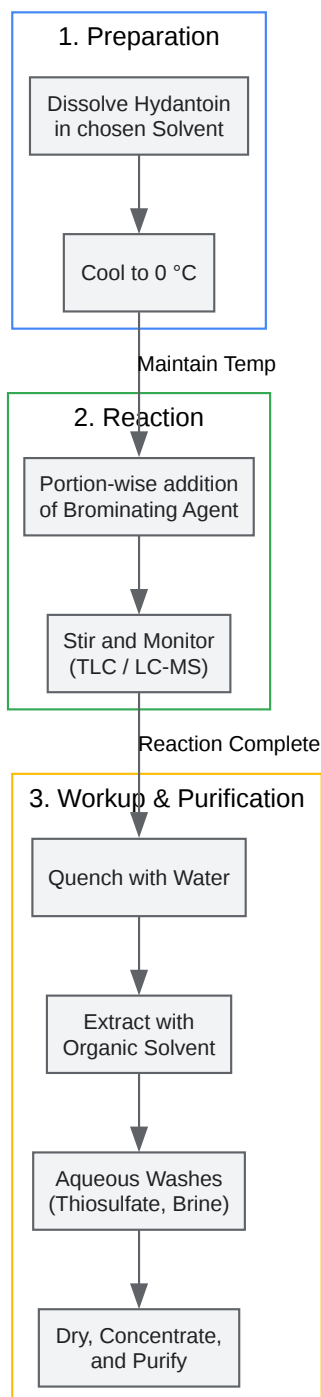 1. Preparation
Dissolve Hydantoin
in chosen Solvent
Cool to 0 °C
Maintain Temp
2. Reaction
Portion-wise addition
of Brominating Agent
Stir and Monitor
(TLC / LC-MS)
Reaction Complete
3. Workup & Purification
Quench with Water
Extract with
Organic Solvent
Aqueous Washes
(Thiosulfate, Brine)
Dry, Concentrate,
and Purify